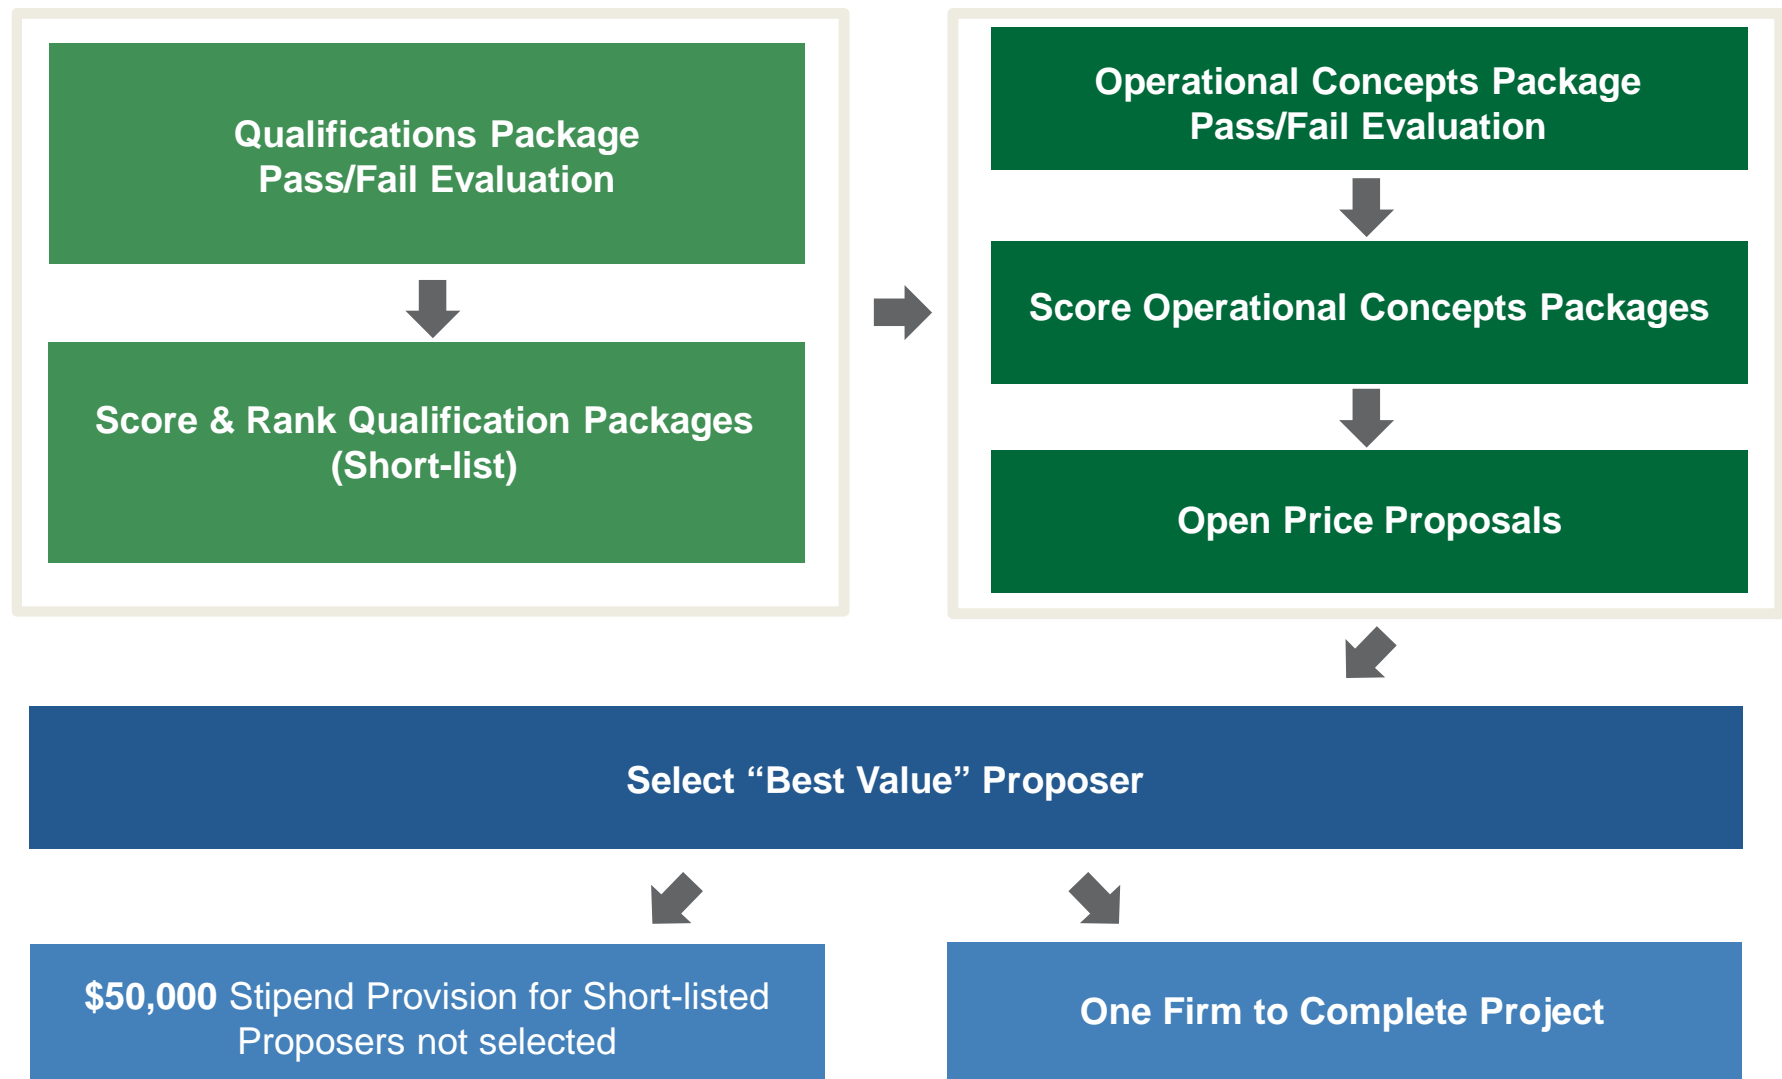 Qualifications Package
Pass/Fail Evaluation
Score & Rank Qualification Packages
(Short-list)
Operational Concepts Package
Pass/Fail Evaluation
Score Operational Concepts Packages
Open Price Proposals
Select “Best Value” Proposer
$50,000 Stipend Provision for Short-listed
Proposers not selected
One Firm to Complete Project